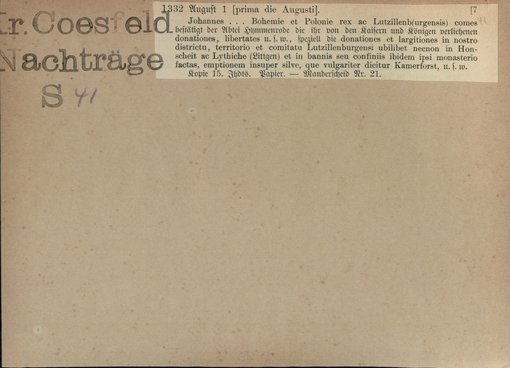 Kr. Coesfeld
Nachträge
S 41
1332 August 1 [prima die Augusti]. [7
Johannes . . . Bohemie et Polonie rex ac Lutzillenb(urgensis) comes
bestätigt der Abtei Hymmenrode die ihr von den Kaisern und Königen verliehenen
donationes, libertates u. s. w., speziell die donationes et largitiones in nostro
districtu, territorio et comitatu Lutzillenburgensi ubilibet necnon in Hon-
scheit ac Lythiche (Littgen) et in bannis seu confiniis ibidem ipsi monasterio
factas, emptionem insuper silve, que vulgariter dicitur Kamerforst, u. s. w.
Kopie 15. Jhdts. Papier. — Manderscheid Nr. 21.